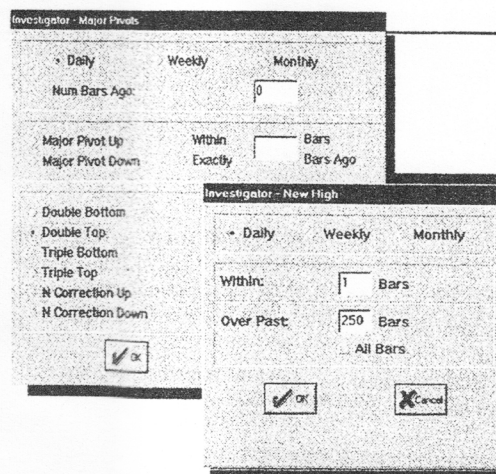 Investigator - Major Pivots
Daily Weekly Monthly
Num Bars Ago: 0
Major Pivot Up Within Bars
Major Pivot Down Exactly Bars Ago
Double Bottom
Double Top
Triple Bottom
Triple Top
N Correction Up
N Correction Down
OK
Investigator - New High
Daily Weekly Monthly
Within: 1 Bars
Over Past: 250 Bars
All Bars
OK Cancel